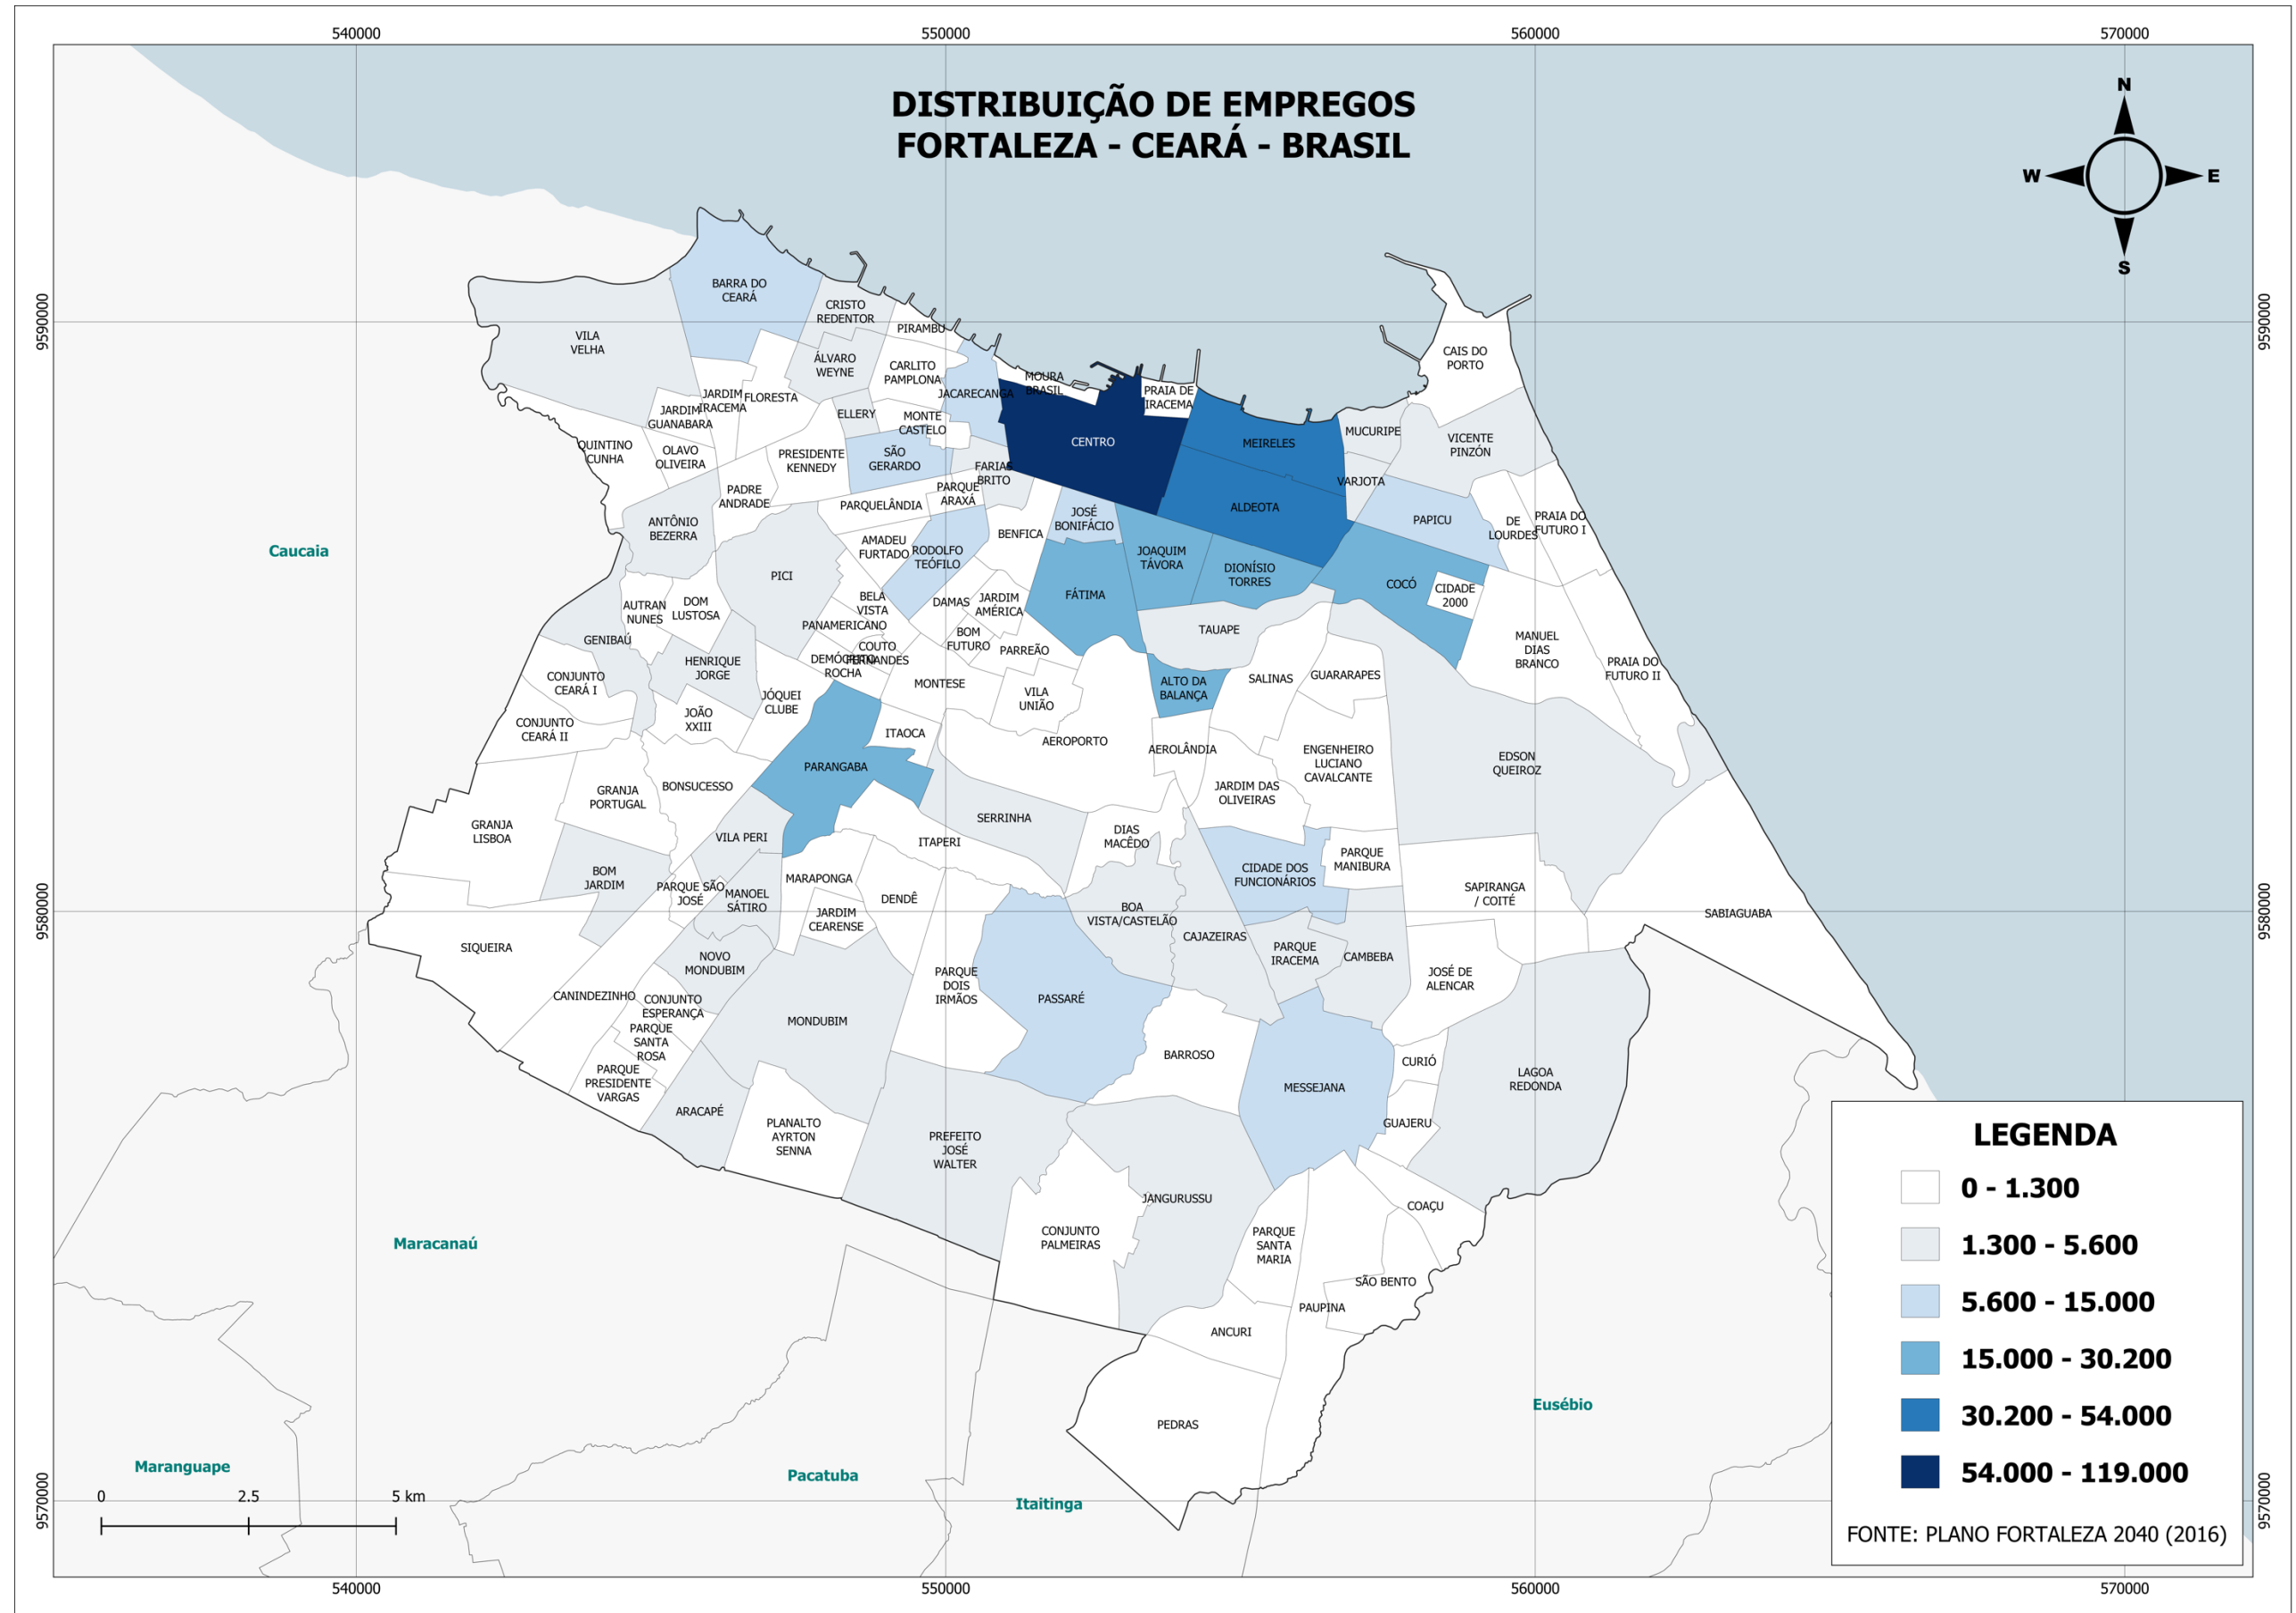 540000
550000
560000
570000
DISTRIBUIÇÃO DE EMPREGOS
FORTALEZA - CEARÁ - BRASIL
N
W
E
S
9590000
9590000
BARRA DO
CEARÁ
CRISTO
REDENTOR
PIRAMBU
VILA
VELHA
ÁLVARO
WEYNE
CARLITO
PAMPLONA
CAIS DO
PORTO
MOURA
BRASIL
JACARECANGA
PRAIA DE
IRACEMA
JARDIM
IRACEMA
FLORESTA
JARDIM
GUANABARA
ELLERY
MONTE
CASTELO
CENTRO
MEIRELES
MUCURIPE
VICENTE
PINZÓN
QUINTINO
CUNHA
OLAVO
OLIVEIRA
PRESIDENTE
KENNEDY
SÃO
GERARDO
FARIAS
BRITO
VARJOTA
PADRE
ANDRADE
PARQUE
ARAXÁ
PARQUELÂNDIA
ALDEOTA
ANTÔNIO
BEZERRA
JOSÉ
BONIFÁCIO
PAPICU
DE
LOURDES
PRAIA DO
FUTURO I
BENFICA
Caucaia
AMADEU
FURTADO
RODOLFO
TEÓFILO
JOAQUIM
TÁVORA
DIONÍSIO
TORRES
PICI
COCÓ
CIDADE
2000
FÁTIMA
AUTRAN
NUNES
DOM
LUSTOSA
BELA
VISTA
DAMAS
JARDIM
AMÉRICA
PANAMERICANO
TAUAPE
GENIBAÚ
BOM
FUTURO
PARREÃO
COUTO
FERNANDES
DEMÓCRITO
ROCHA
HENRIQUE
JORGE
MANUEL
DIAS
BRANCO
PRAIA DO
FUTURO II
CONJUNTO
CEARÁ I
MONTESE
ALTO DA
BALANÇA
SALINAS
GUARARAPES
JÓQUEI
CLUBE
VILA
UNIÃO
JOÃO
XXIII
CONJUNTO
CEARÁ II
ITAOCA
AEROPORTO
AEROLÂNDIA
ENGENHEIRO
LUCIANO
CAVALCANTE
EDSON
QUEIROZ
PARANGABA
GRANJA
PORTUGAL
BONSUCESSO
JARDIM DAS
OLIVEIRAS
GRANJA
LISBOA
SERRINHA
VILA PERI
ITAPERI
DIAS
MACÊDO
PARQUE
MANIBURA
BOM
JARDIM
CIDADE DOS
FUNCIONÁRIOS
MARAPONGA
PARQUE SÃO
JOSÉ
MANOEL
SÁTIRO
DENDÊ
SAPIRANGA
/ COITÉ
9580000
9580000
JARDIM
CEARENSE
BOA
VISTA/CASTELÃO
SABIAGUABA
CAJAZEIRAS
SIQUEIRA
NOVO
MONDUBIM
PARQUE
IRACEMA
CAMBEBA
PARQUE
DOIS
IRMÃOS
JOSÉ DE
ALENCAR
CANINDEZINHO
CONJUNTO
ESPERANÇA
PASSARÉ
MONDUBIM
PARQUE
SANTA
ROSA
BARROSO
CURIÓ
PARQUE
PRESIDENTE
VARGAS
MESSEJANA
LAGOA
REDONDA
ARACAPÉ
PLANALTO
AYRTON
SENNA
GUAJERU
PREFEITO
JOSÉ
WALTER
JANGURUSSU
COAÇU
CONJUNTO
PALMEIRAS
PARQUE
SANTA
MARIA
Maracanaú
SÃO BENTO
PAUPINA
ANCURI
PEDRAS
Eusébio
Maranguape
Pacatuba
Itaitinga
0
2.5
5 km
9570000
9570000
LEGENDA
0 - 1.300
1.300 - 5.600
5.600 - 15.000
15.000 - 30.200
30.200 - 54.000
54.000 - 119.000
FONTE: PLANO FORTALEZA 2040 (2016)
540000
550000
560000
570000